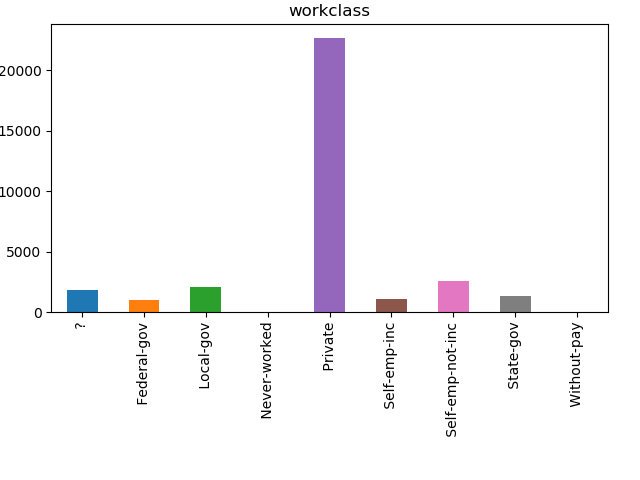 workclass
20000
15000
10000
5000
0
?
Federal-gov
Local-gov
Never-worked
Private
Self-emp-inc
Self-emp-not-inc
State-gov
Without-pay